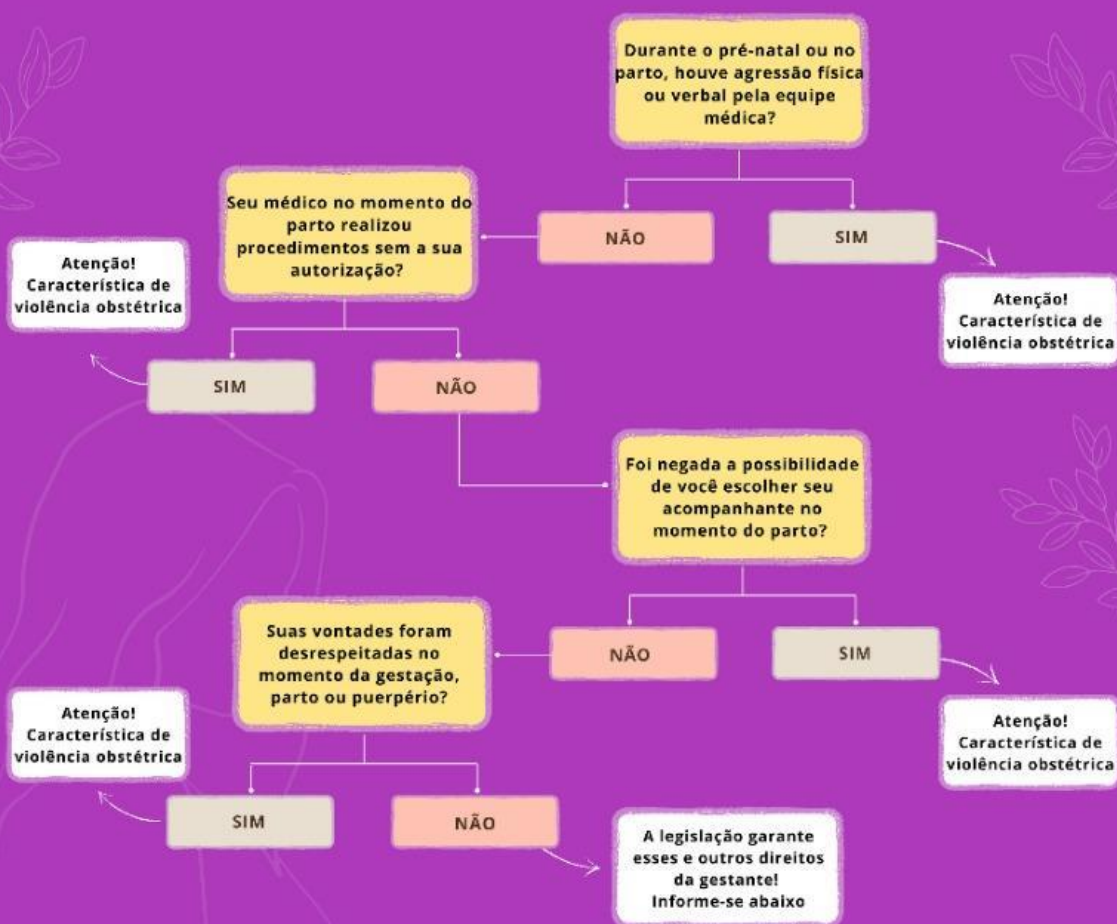 Durante o pré-natal ou no
parto, houve agressão física
ou verbal pela equipe
médica?
NÃO
SIM
Atenção!
Característica de
violência obstétrica
Seu médico no momento do
parto realizou
procedimentos sem a sua
autorização?
SIM
Atenção!
Característica de
violência obstétrica
NÃO
Foi negada a possibilidade
de você escolher seu
acompanhante no
momento do parto?
NÃO
SIM
Atenção!
Característica de
violência obstétrica
Suas vontades foram
desrespeitadas no
momento da gestação,
parto ou puerpério?
SIM
Atenção!
Característica de
violência obstétrica
NÃO
A legislação garante
esses e outros direitos
da gestante!
Informe-se abaixo